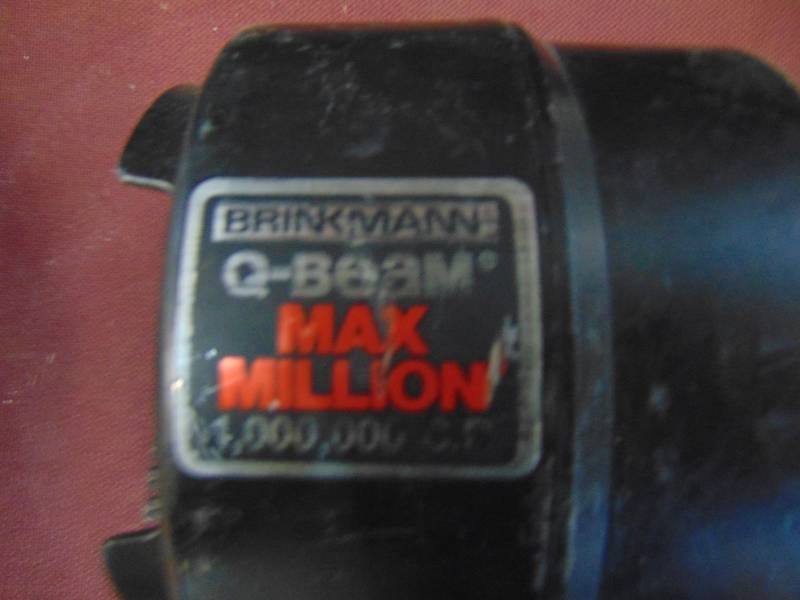 BRINKMANN®
Q-BEAM®
MAX
MILLION
1,000,000 C.P.